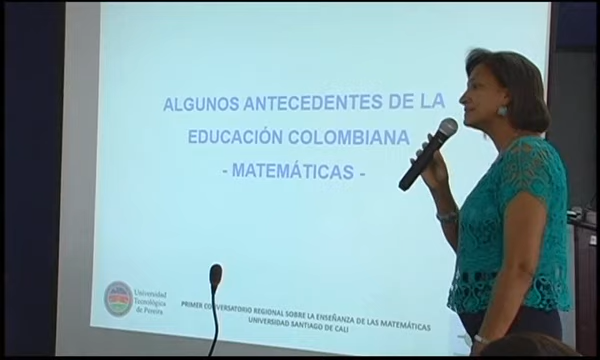 ALGUNOS ANTECEDENTES DE LA
EDUCACIÓN COLOMBIANA
- MATEMÁTICAS -
Universidad
Tecnológica
de Pereira
PRIMER CONVERSATORIO REGIONAL SOBRE LA ENSEÑANZA DE LAS MATEMÁTICAS
UNIVERSIDAD SANTIAGO DE CALI